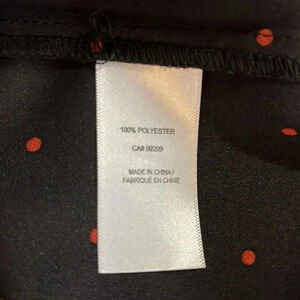 100% POLYESTER
CA# 09209
MADE IN CHINA /
FABRIQUÉ EN CHINE